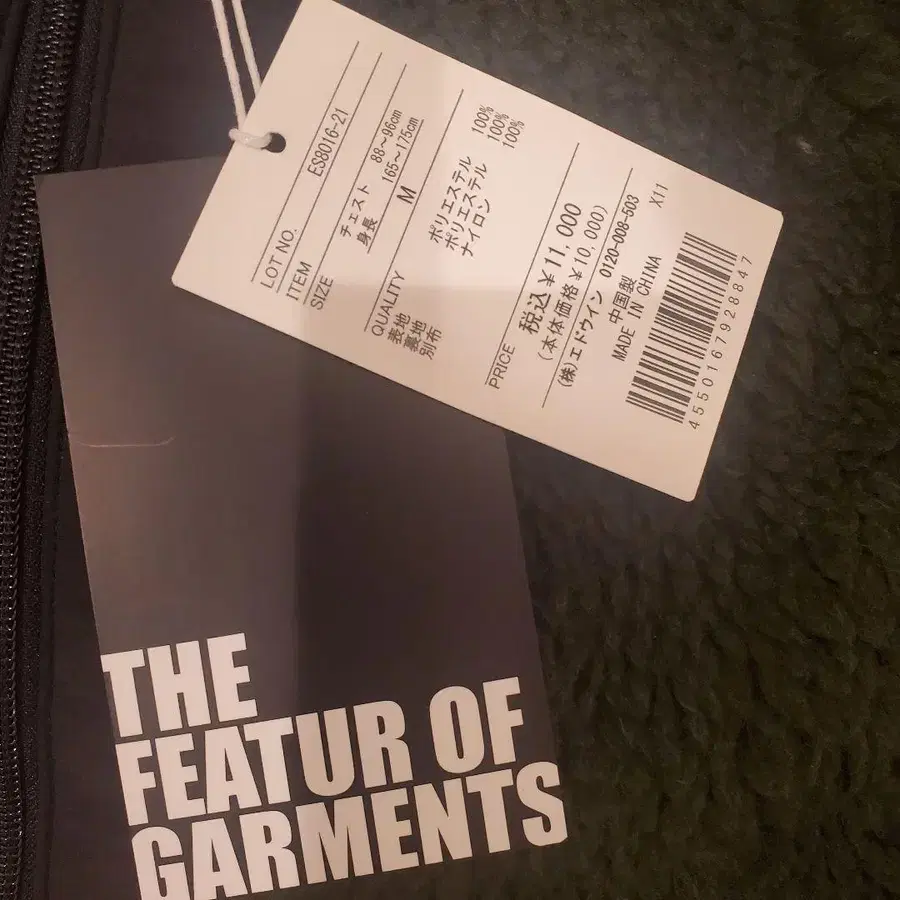 LOT NO. ES8016-21
ITEM
SIZE チェスト 88~96cm
身長 165~175cm
M
QUALITY
表地 ポリエステル 100%
裏地 ポリエステル 100%
別布 ナイロン 100%
PRICE 税込¥11,000
(本体価格¥10,000)
(株)エドウイン 0120-008-503
中国製
MADE IN CHINA X11
4550167928847
THE
FEATUR OF
GARMENTS